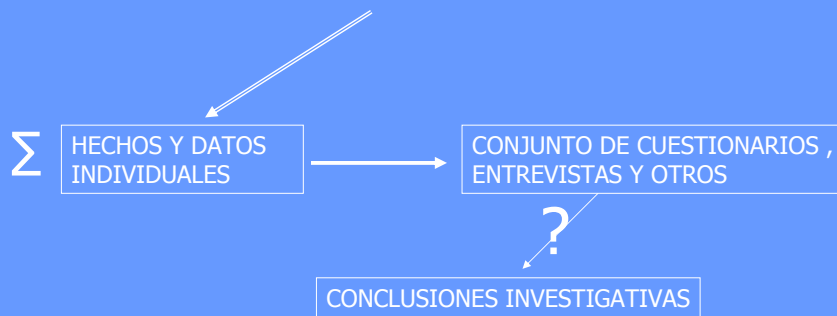 ∑
HECHOS Y DATOS
INDIVIDUALES
CONJUNTO DE CUESTIONARIOS ,
ENTREVISTAS Y OTROS
?
CONCLUSIONES INVESTIGATIVAS